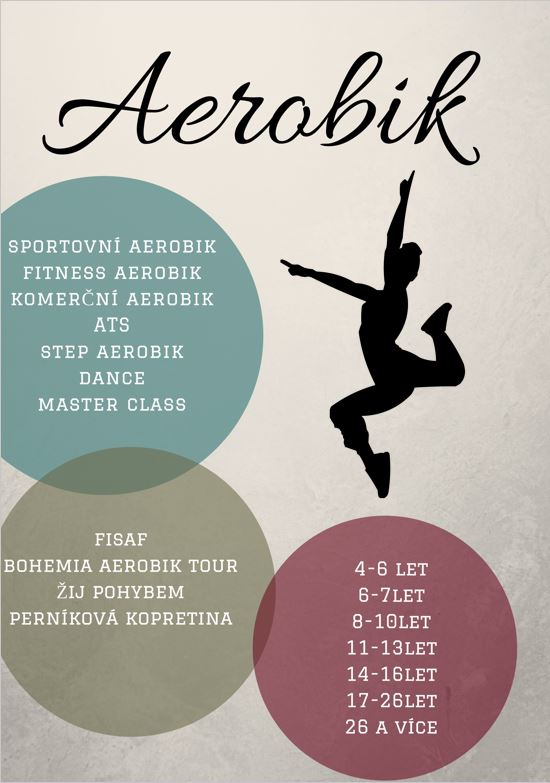 Aerobik
SPORTOVNÍ AEROBIK
FITNESS AEROBIK
KOMERČNÍ AEROBIK
ATS
STEP AEROBIK
DANCE
MASTER CLASS
FISAF
BOHEMIA AEROBIK TOUR
ŽIJ POHYBEM
PERNÍKOVÁ KOPRETINA
4-6 LET
6-7LET
8-10LET
11-13LET
14-16LET
17-26LET
26 A VÍCE